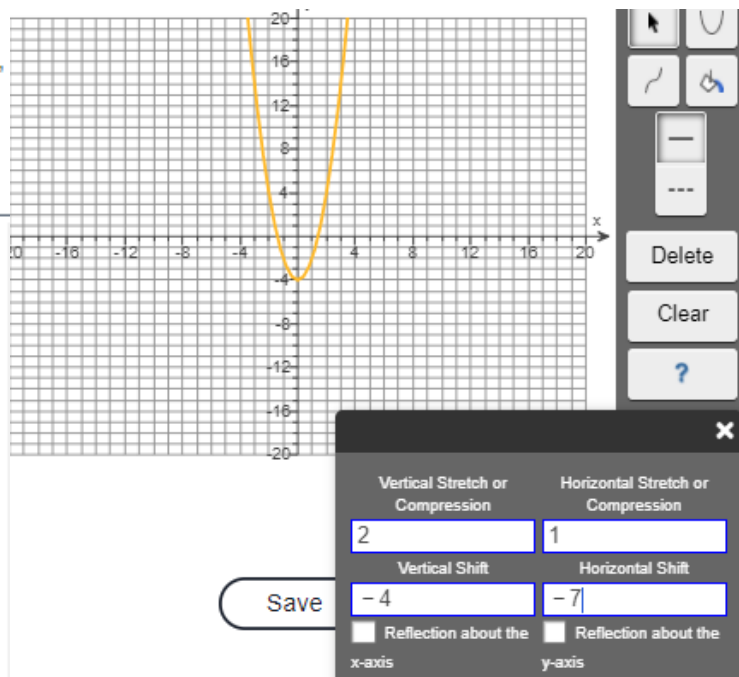 20
16
12
8
4
x
20 -16 -12 -8 -4 4 8 12 16 20
-4
-8
-12
-16
-20
Delete
Clear
?
Vertical Stretch or Horizontal Stretch or
Compression Compression
2 1
Vertical Shift Horizontal Shift
Save
-4 -7
Reflection about the Reflection about the
x-axis y-axis